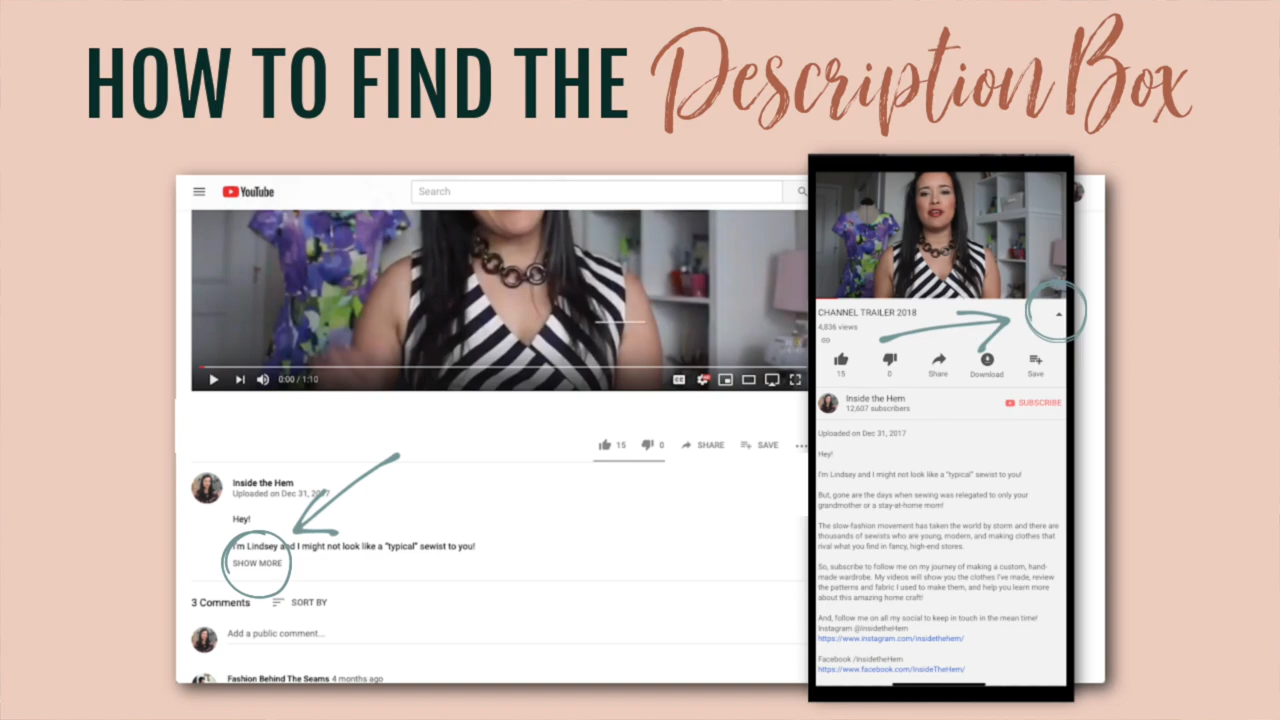 HOW TO FIND THE Description Box
YouTube
Search
0:00 / 1:10
CC
15 0 SHARE SAVE
Inside the Hem
Uploaded on Dec 31, 2017
Hey!
I'm Lindsey and I might not look like a "typical" sewist to you!
SHOW MORE
3 Comments SORT BY
Add a public comment...
Fashion Behind The Seams 4 months ago
CHANNEL TRAILER 2018
4,836 views
15 0 Share Download Save
Inside the Hem
12,607 subscribers
SUBSCRIBE
Uploaded on Dec 31, 2017
Hey!
I'm Lindsey and I might not look like a "typical" sewist to you!
But, gone are the days when sewing was relegated to only your
grandmother or a stay-at-home mom!
The slow-fashion movement has taken the world by storm and there are
thousands of sewists who are young, modern, and making clothes that
rival what you find in fancy, high-end stores.
So, subscribe to follow me on my journey of making a custom, hand-
made wardrobe. My videos will show you the clothes I've made, review
the patterns and fabric I used to make them, and help you learn more
about this amazing home craft!
And, follow me on all my social to keep in touch in the mean time!
Instagram @InsidetheHem
https://www.instagram.com/insidethehem/
Facebook /InsidetheHem
https://www.facebook.com/InsideTheHem/